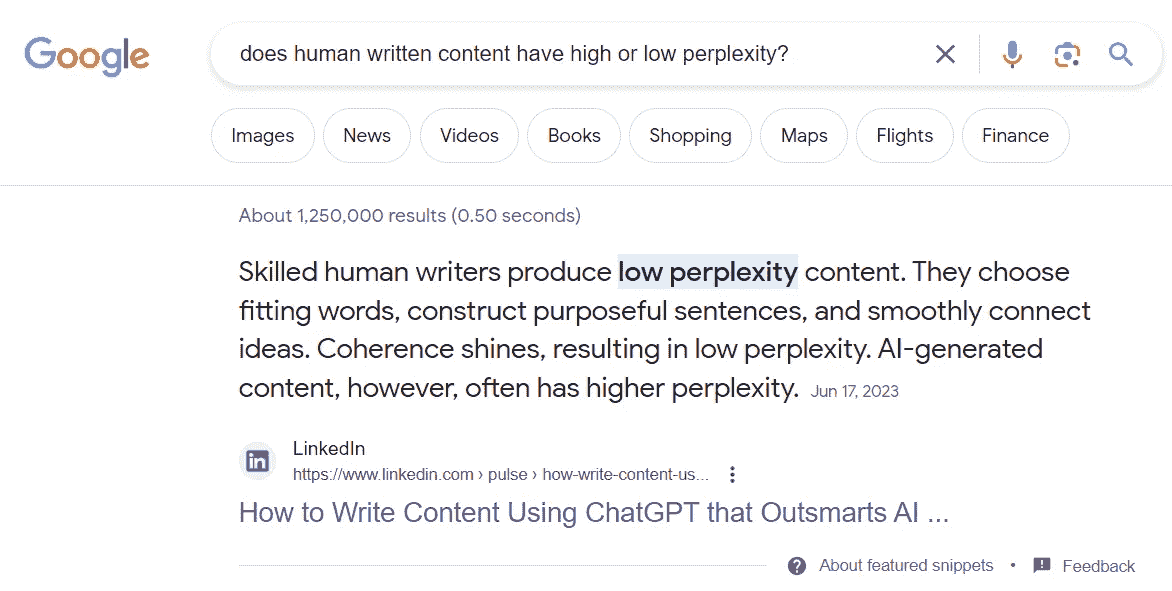 Google
does human written content have high or low perplexity?
Images News Videos Books Shopping Maps Flights Finance
About 1,250,000 results (0.50 seconds)
Skilled human writers produce low perplexity content. They choose
fitting words, construct purposeful sentences, and smoothly connect
ideas. Coherence shines, resulting in low perplexity. AI-generated
content, however, often has higher perplexity. Jun 17, 2023
in LinkedIn
https://www.linkedin.com › pulse › how-write-content-us...
How to Write Content Using ChatGPT that Outsmarts AI ...
About featured snippets • Feedback